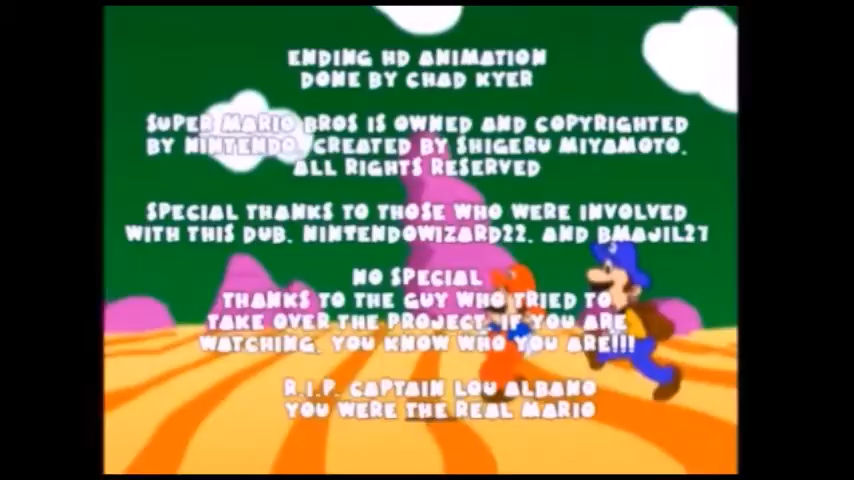 ENDING HD ANIMATION
DONE BY CHAD KYER
SUPER MARIO BROS IS OWNED AND COPYRIGHTED
BY NINTENDO. CREATED BY SHIGERU MIYAMOTO.
ALL RIGHTS RESERVED
SPECIAL THANKS TO THOSE WHO WERE INVOLVED
WITH THIS DUB. NINTENDOWIZARD22. AND BMAJIL27
NO SPECIAL
THANKS TO THE GUY WHO TRIED TO
TAKE OVER THE PROJECT. IF YOU ARE
WATCHING. YOU KNOW WHO YOU ARE!!!
R.I.P. CAPTAIN LOU ALBANO
YOU WERE THE REAL MARIO